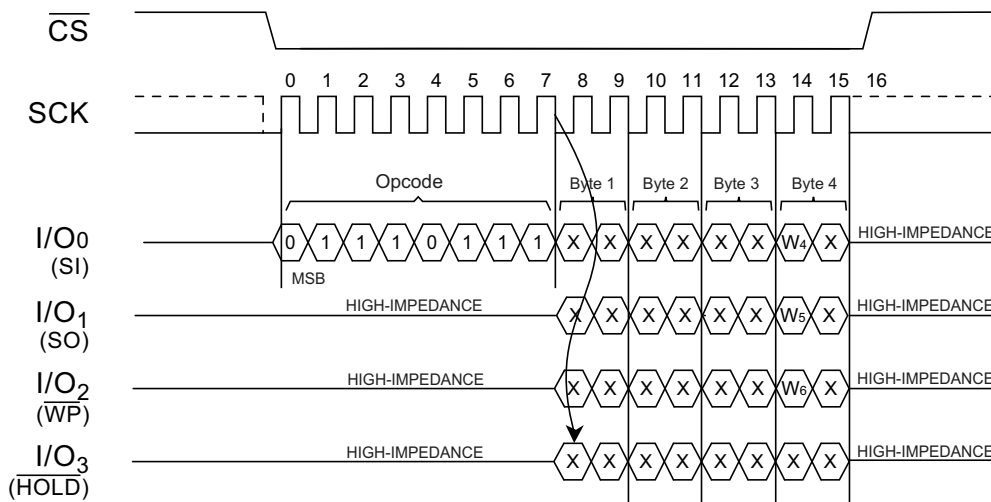 CS
0 1 2 3 4 5 6 7 8 9 10 11 12 13 14 15 16
SCK
Opcode Byte 1 Byte 2 Byte 3 Byte 4
I/O0 0 1 1 1 0 1 1 1 X X X X X X W4 X HIGH-IMPEDANCE
(SI)
MSB
I/O1 HIGH-IMPEDANCE X X X X X X W5 X HIGH-IMPEDANCE
(SO)
I/O2 HIGH-IMPEDANCE X X X X X X W6 X HIGH-IMPEDANCE
(WP)
I/O3 HIGH-IMPEDANCE X X X X X X X X HIGH-IMPEDANCE
(HOLD)